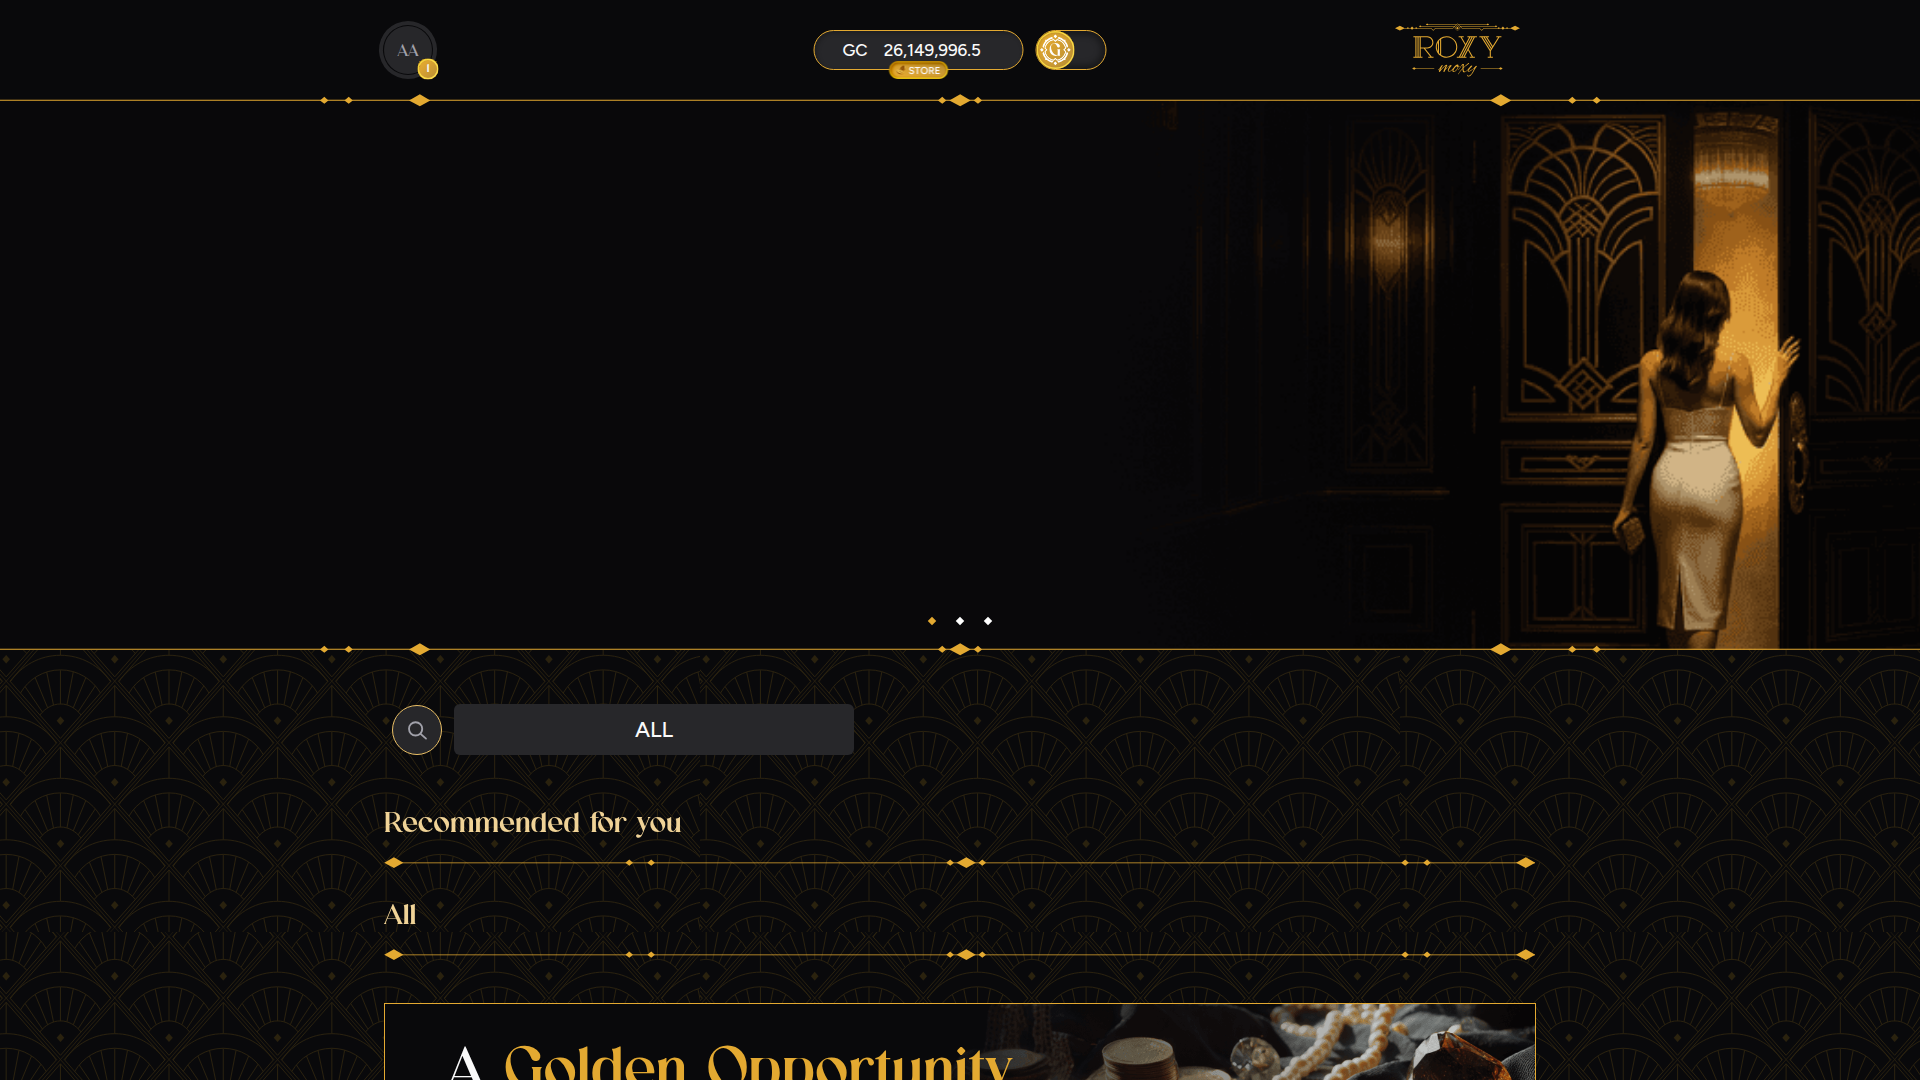 AA
I
GC 26,149,996.5
STORE
G
ROXY
moxy
ALL
Recommended for you
All
A Golden Opportunity